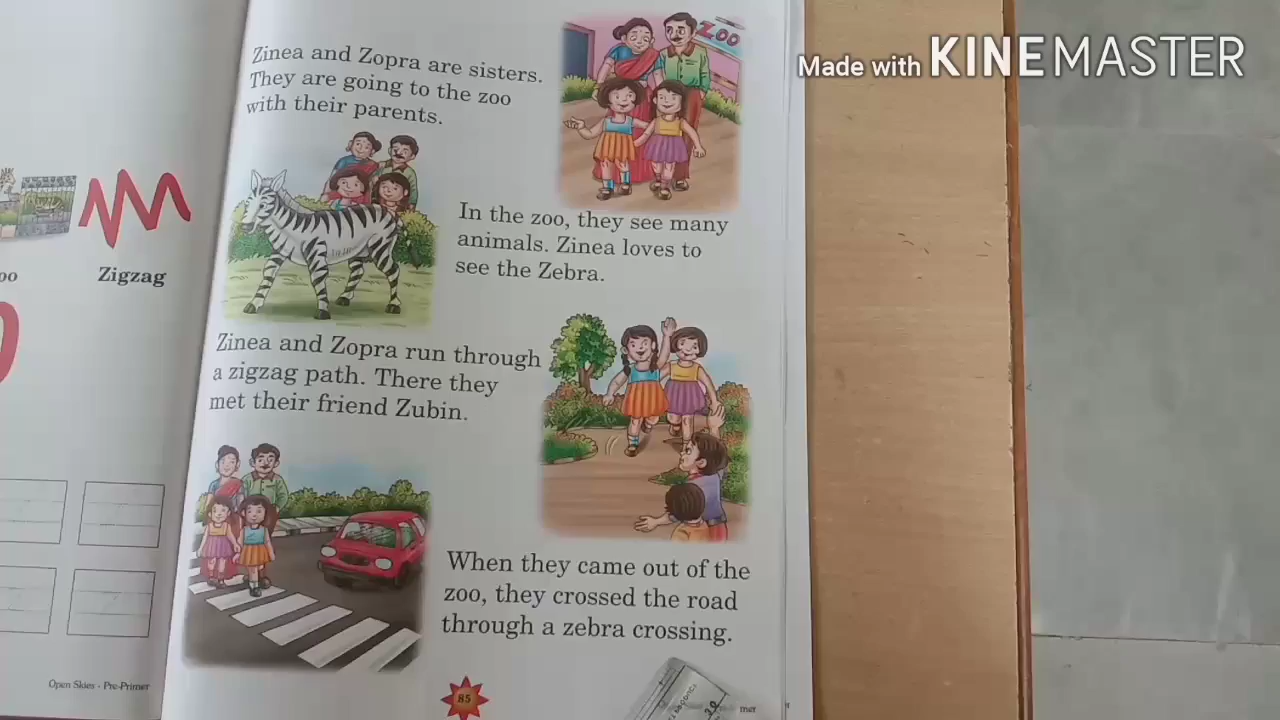 Made with KINEMASTER
Zinea and Zopra are sisters.
They are going to the zoo
with their parents.
ZOO
In the zoo, they see many
animals. Zinea loves to
see the Zebra.
Zigzag
Zinea and Zopra run through
a zigzag path. There they
met their friend Zubin.
When they came out of the
zoo, they crossed the road
through a zebra crossing.
Open Skies - Pre-Primer
85